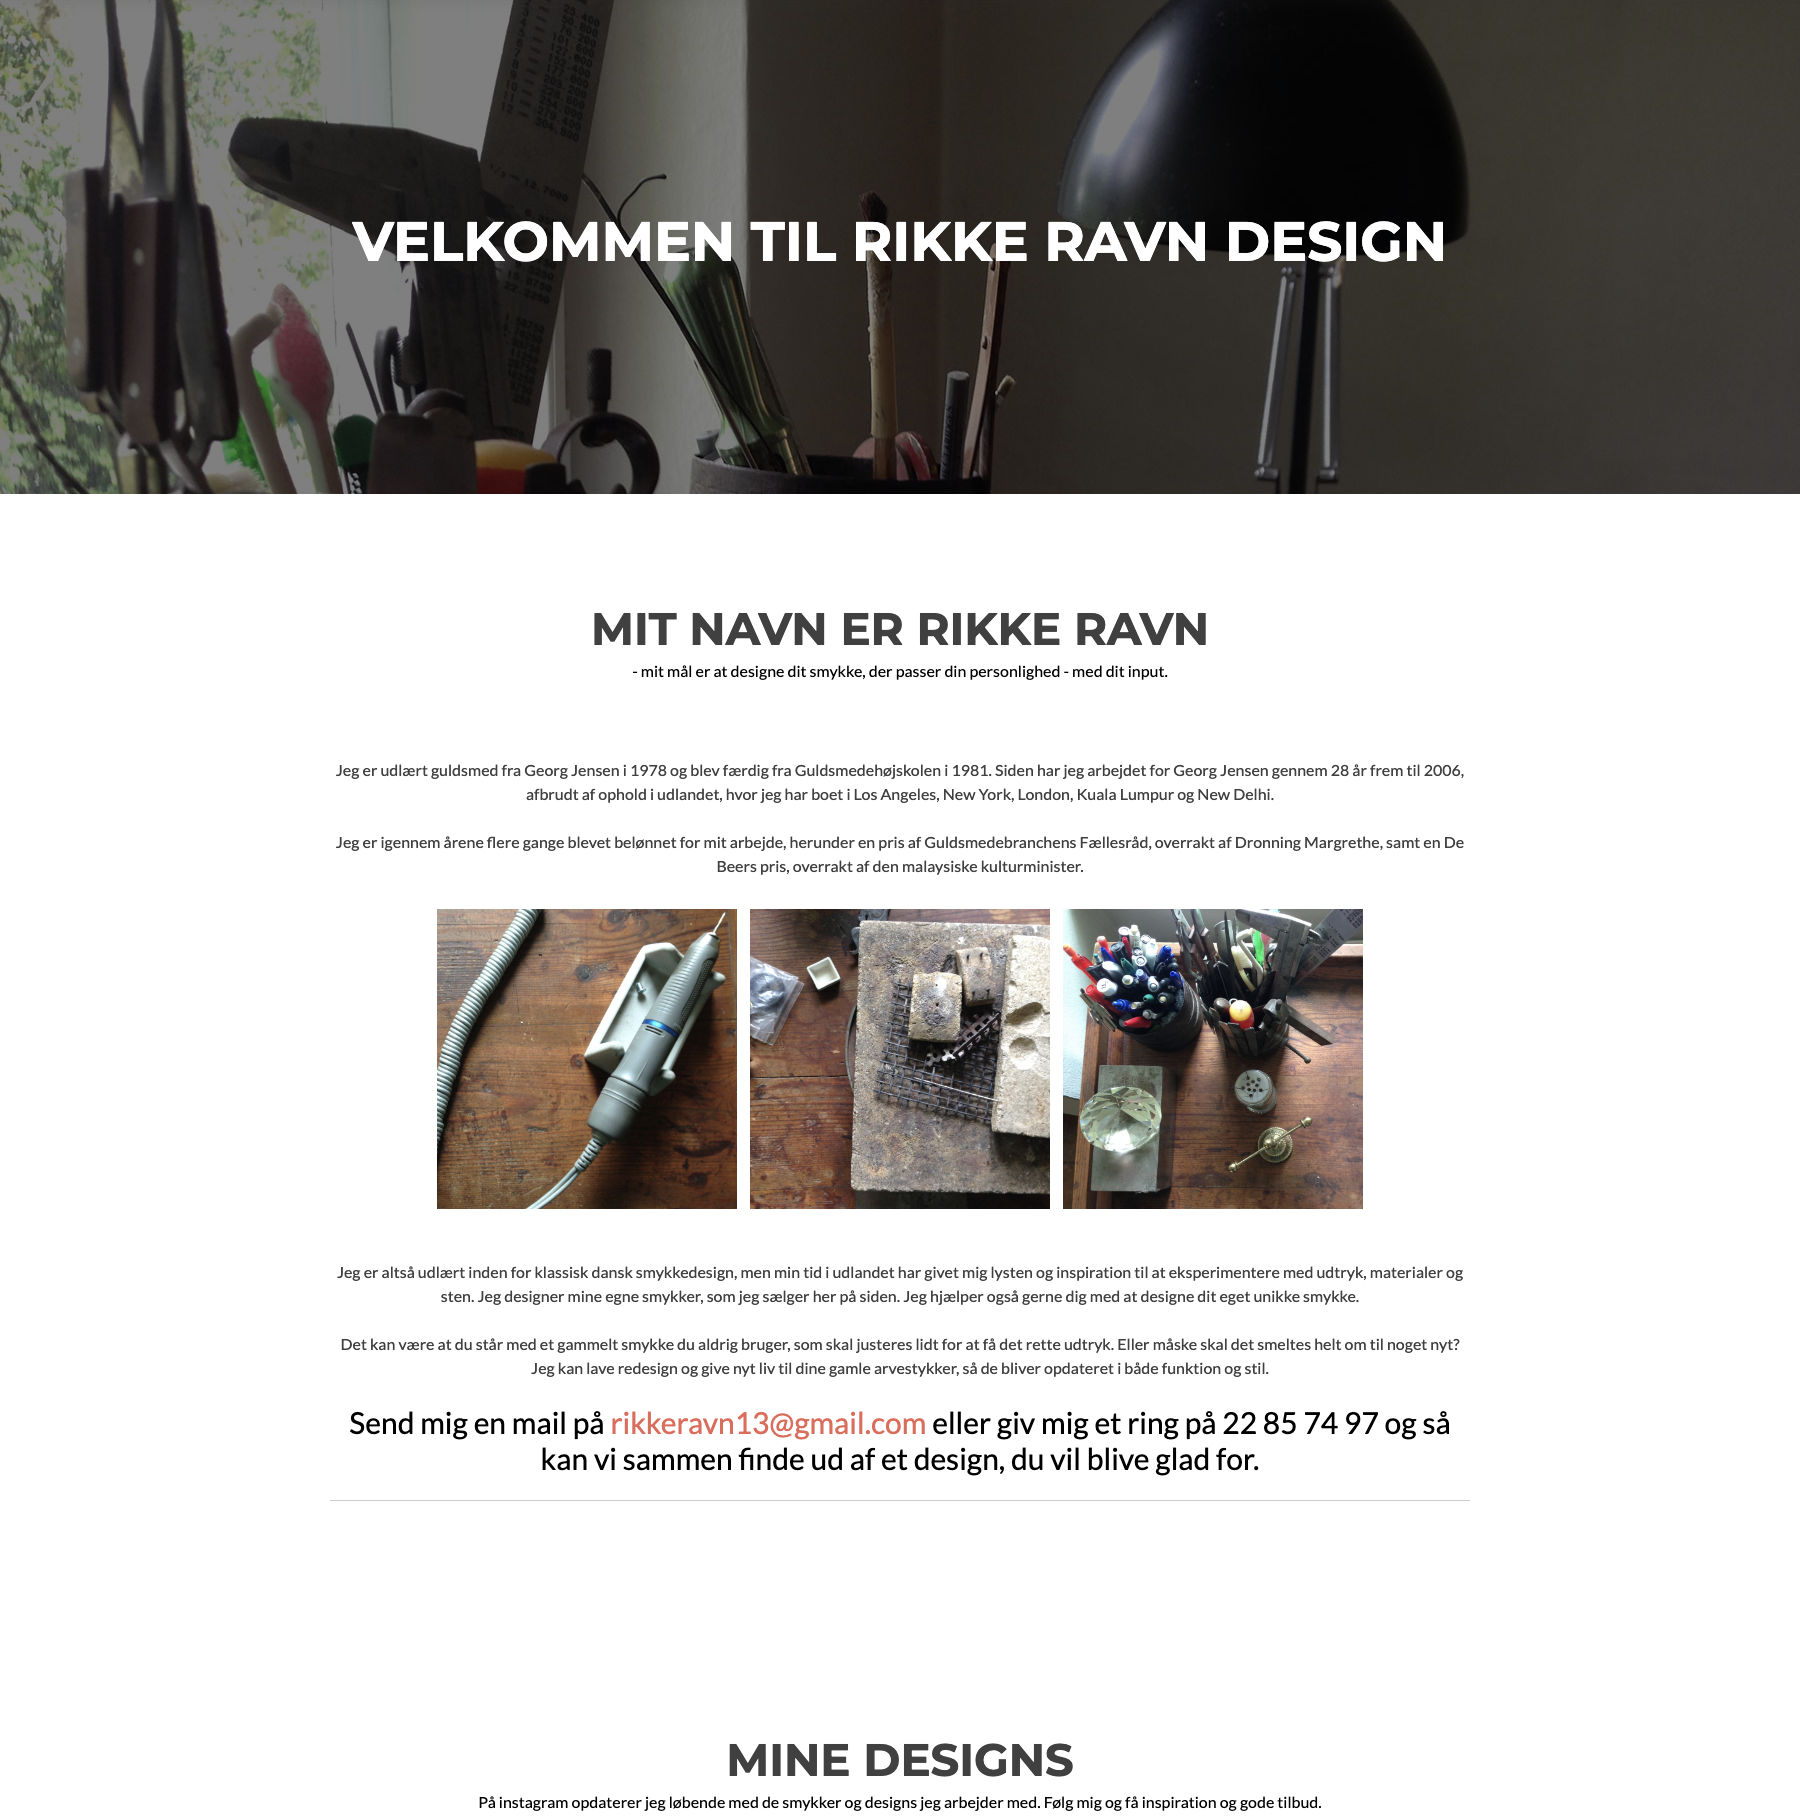 VELKOMMEN TIL RIKKE RAVN DESIGN
MIT NAVN ER RIKKE RAVN
- mit mål er at designe dit smykke, der passer din personlighed - med dit input.
Jeg er udlært guldsmed fra Georg Jensen i 1978 og blev færdig fra Guldsmedehøjskolen i 1981. Siden har jeg arbejdet for Georg Jensen gennem 28 år frem til 2006,
afbrudt af ophold i udlandet, hvor jeg har boet i Los Angeles, New York, London, Kuala Lumpur og New Delhi.
Jeg er igennem årene flere gange blevet belønnet for mit arbejde, herunder en pris af Guldsmedebranchens Fællesråd, overrakt af Dronning Margrethe, samt en De
Beers pris, overrakt af den malaysiske kulturminister.
Jeg er altså udlært inden for klassisk dansk smykkedesign, men min tid i udlandet har givet mig lysten og inspiration til at eksperimentere med udtryk, materialer og
sten. Jeg designer mine egne smykker, som jeg sælger her på siden. Jeg hjælper også gerne dig med at designe dit eget unikke smykke.
Det kan være at du står med et gammelt smykke du aldrig bruger, som skal justeres lidt for at få det rette udtryk. Eller måske skal det smeltes helt om til noget nyt?
Jeg kan lave redesign og give nyt liv til dine gamle arvestykker, så de bliver opdateret i både funktion og stil.
Send mig en mail på rikkeravn13@gmail.com eller giv mig et ring på 22 85 74 97 og så
kan vi sammen finde ud af et design, du vil blive glad for.
MINE DESIGNS
På instagram opdaterer jeg løbende med de smykker og designs jeg arbejder med. Følg mig og få inspiration og gode tilbud.